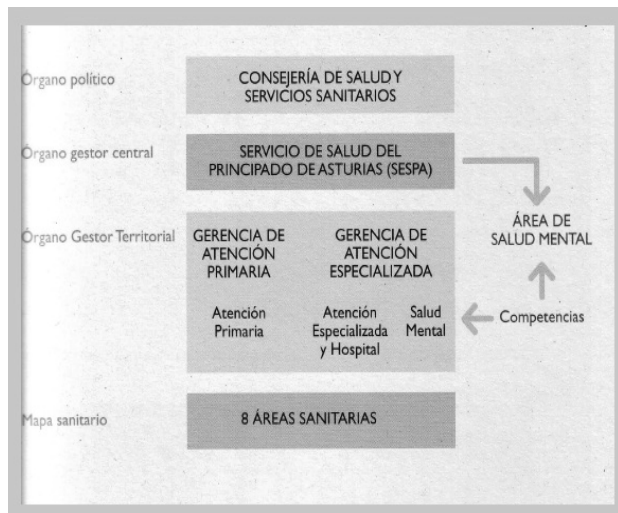 Órgano político
CONSEJERÍA DE SALUD Y
SERVICIOS SANITARIOS
Órgano gestor central
SERVICIO DE SALUD DEL
PRINCIPADO DE ASTURIAS (SESPA)
ÁREA DE
SALUD MENTAL
Órgano Gestor Territorial
GERENCIA DE
ATENCIÓN
PRIMARIA
GERENCIA DE
ATENCIÓN
ESPECIALIZADA
Atención
Primaria
Atención
Especializada
y Hospital
Salud
Mental
Competencias
Mapa sanitario
8 ÁREAS SANITARIAS